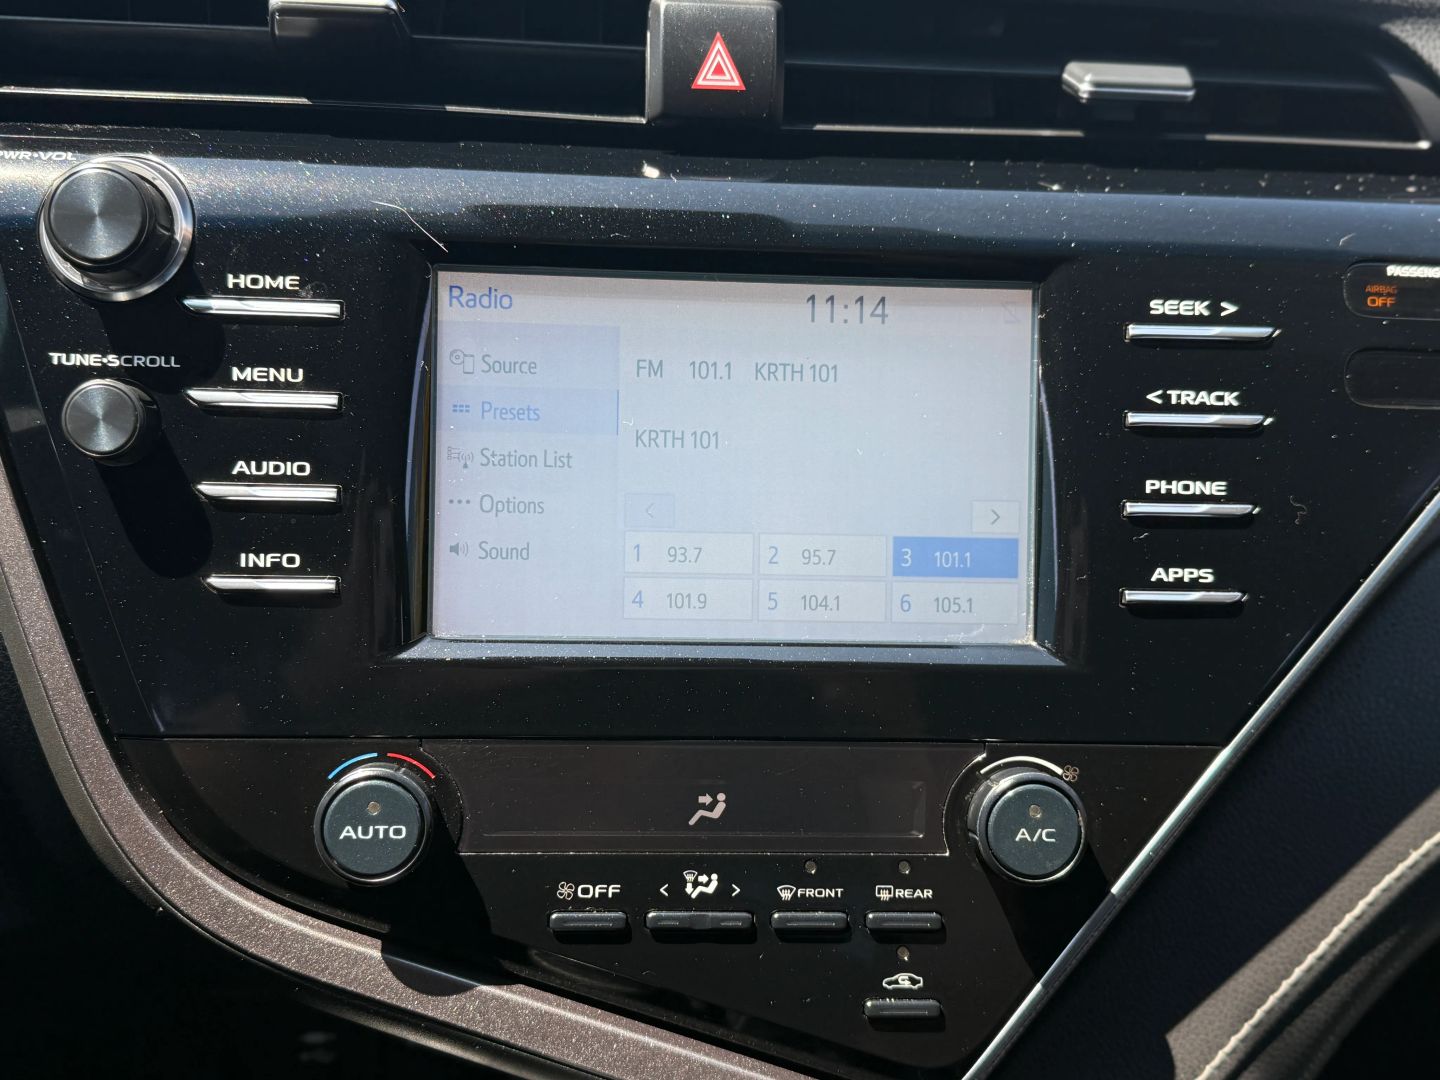 PWR•VOL
HOME
TUNE•SCROLL
MENU
AUDIO
INFO
Radio
11:14
Source
Presets
Station List
Options
Sound
FM 101.1 KRTH 101
KRTH 101
< >
1 93.7
2 95.7
3 101.1
4 101.9
5 104.1
6 105.1
SEEK >
< TRACK
PHONE
APPS
AIRBAG
OFF
AUTO
A/C
OFF
< >
FRONT
REAR